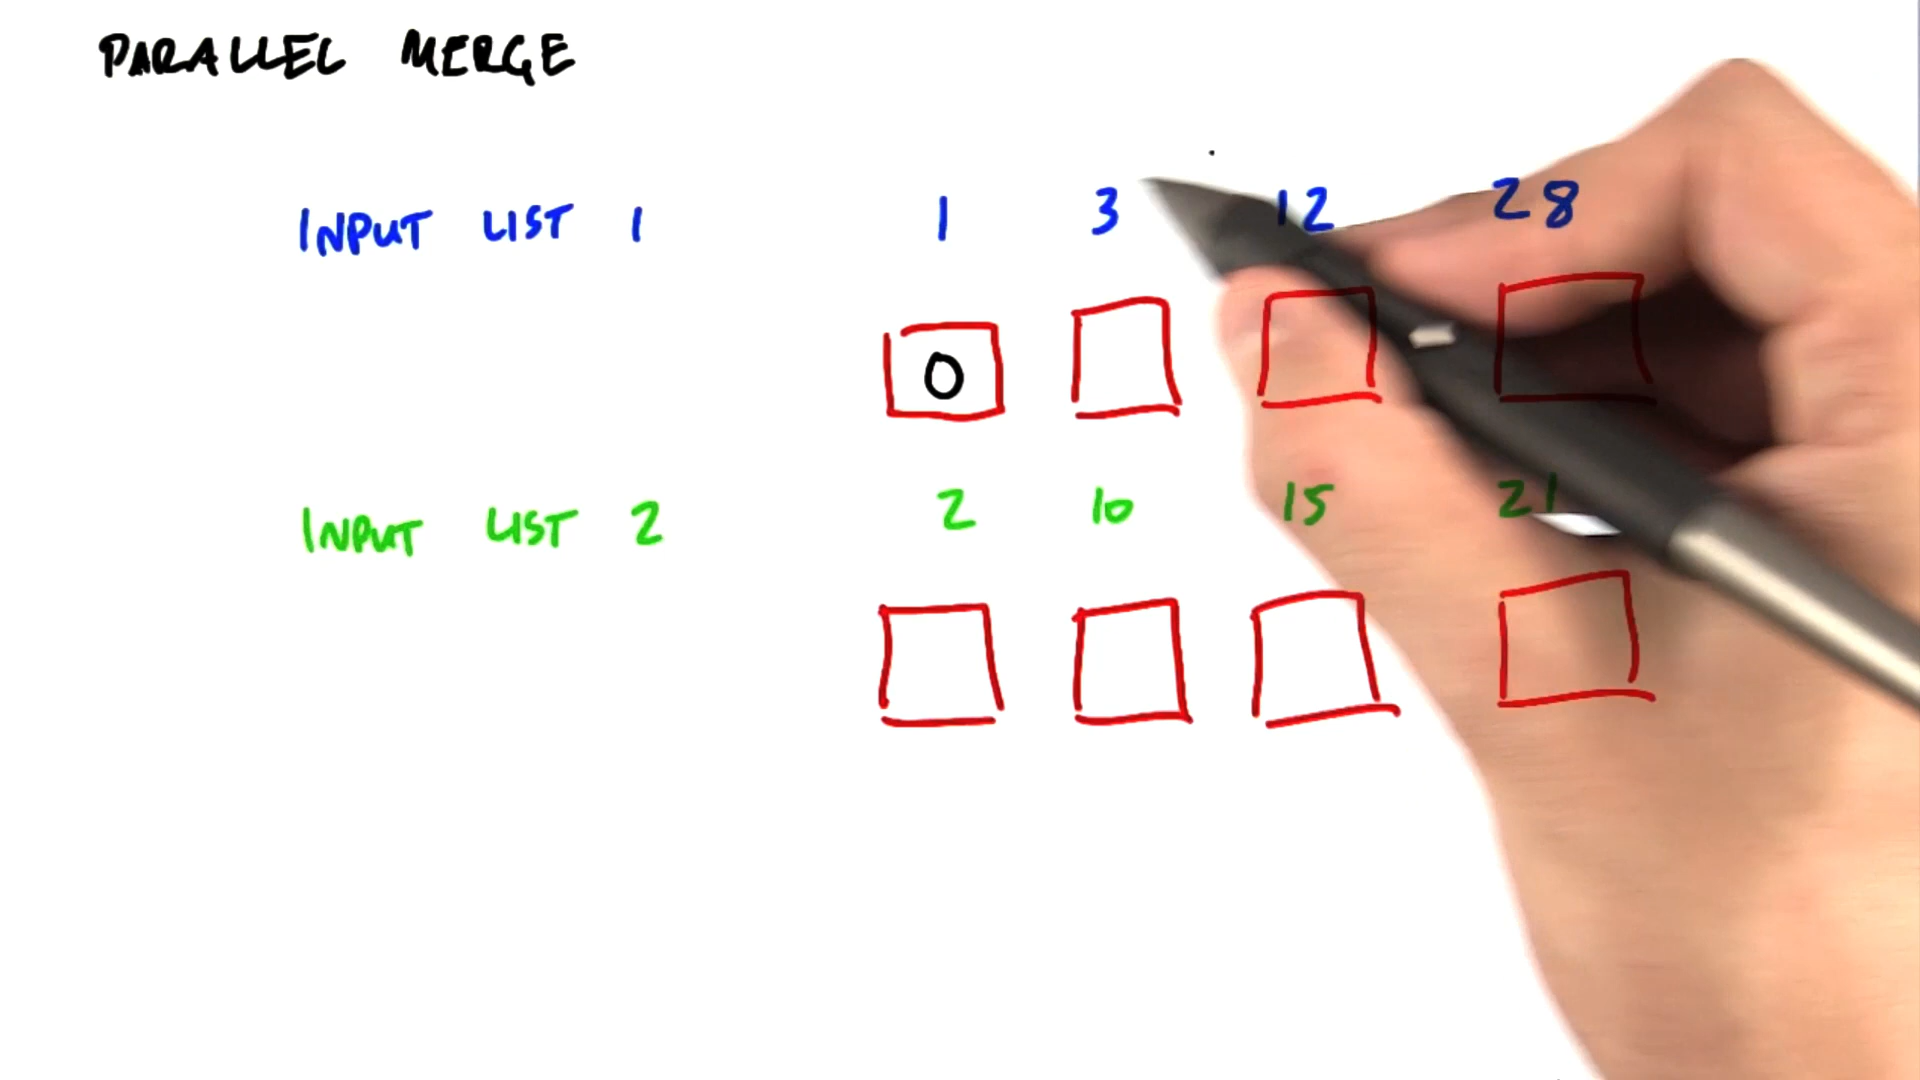 PARALLEL MERGE
INPUT LIST 1 1 3 12 28
0
INPUT LIST 2 2 10 15 21